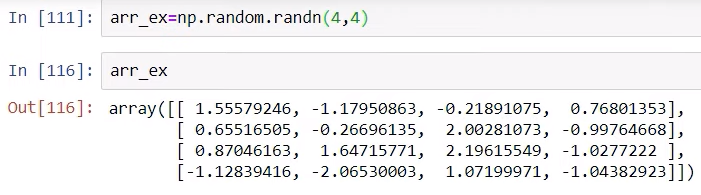 In [111]: arr_ex=np.random.randn(4,4)
In [116]: arr_ex
Out[116]: array([[ 1.55579246, -1.17950863, -0.21891075,  0.76801353],
       [ 0.65516505, -0.26696135,  2.00281073, -0.99764668],
       [ 0.87046163,  1.64715771,  2.19615549, -1.0277222 ],
       [-1.12839416, -2.06530003,  1.07199971, -1.04382923]])